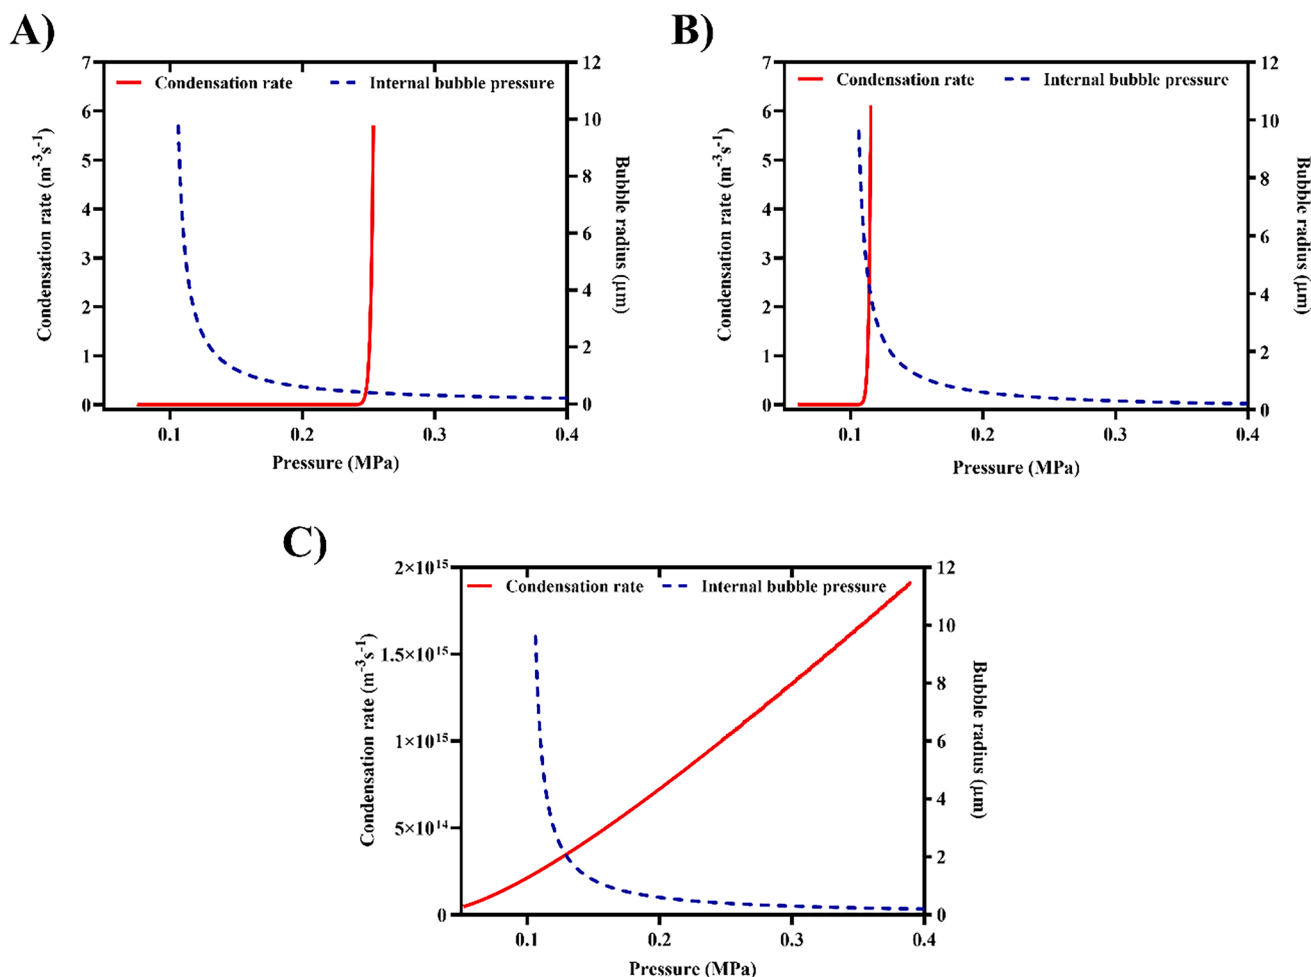 A)
Condensation rate
Internal bubble pressure
Condensation rate (m⁻³s⁻¹)
7
6
5
4
3
2
1
0
12
10
8
6
4
2
0
Bubble radius (μm)
0.1 0.2 0.3 0.4
Pressure (MPa)
B)
Condensation rate
Internal bubble pressure
Condensation rate (m⁻³s⁻¹)
7
6
5
4
3
2
1
0
12
10
8
6
4
2
0
Bubble radius (μm)
0.1 0.2 0.3 0.4
Pressure (MPa)
C)
Condensation rate
Internal bubble pressure
Condensation rate (m⁻³s⁻¹)
2×10¹⁵
1.5×10¹⁵
1×10¹⁵
5×10¹⁴
0
12
10
8
6
4
2
0
Bubble radius (μm)
0.1 0.2 0.3 0.4
Pressure (MPa)